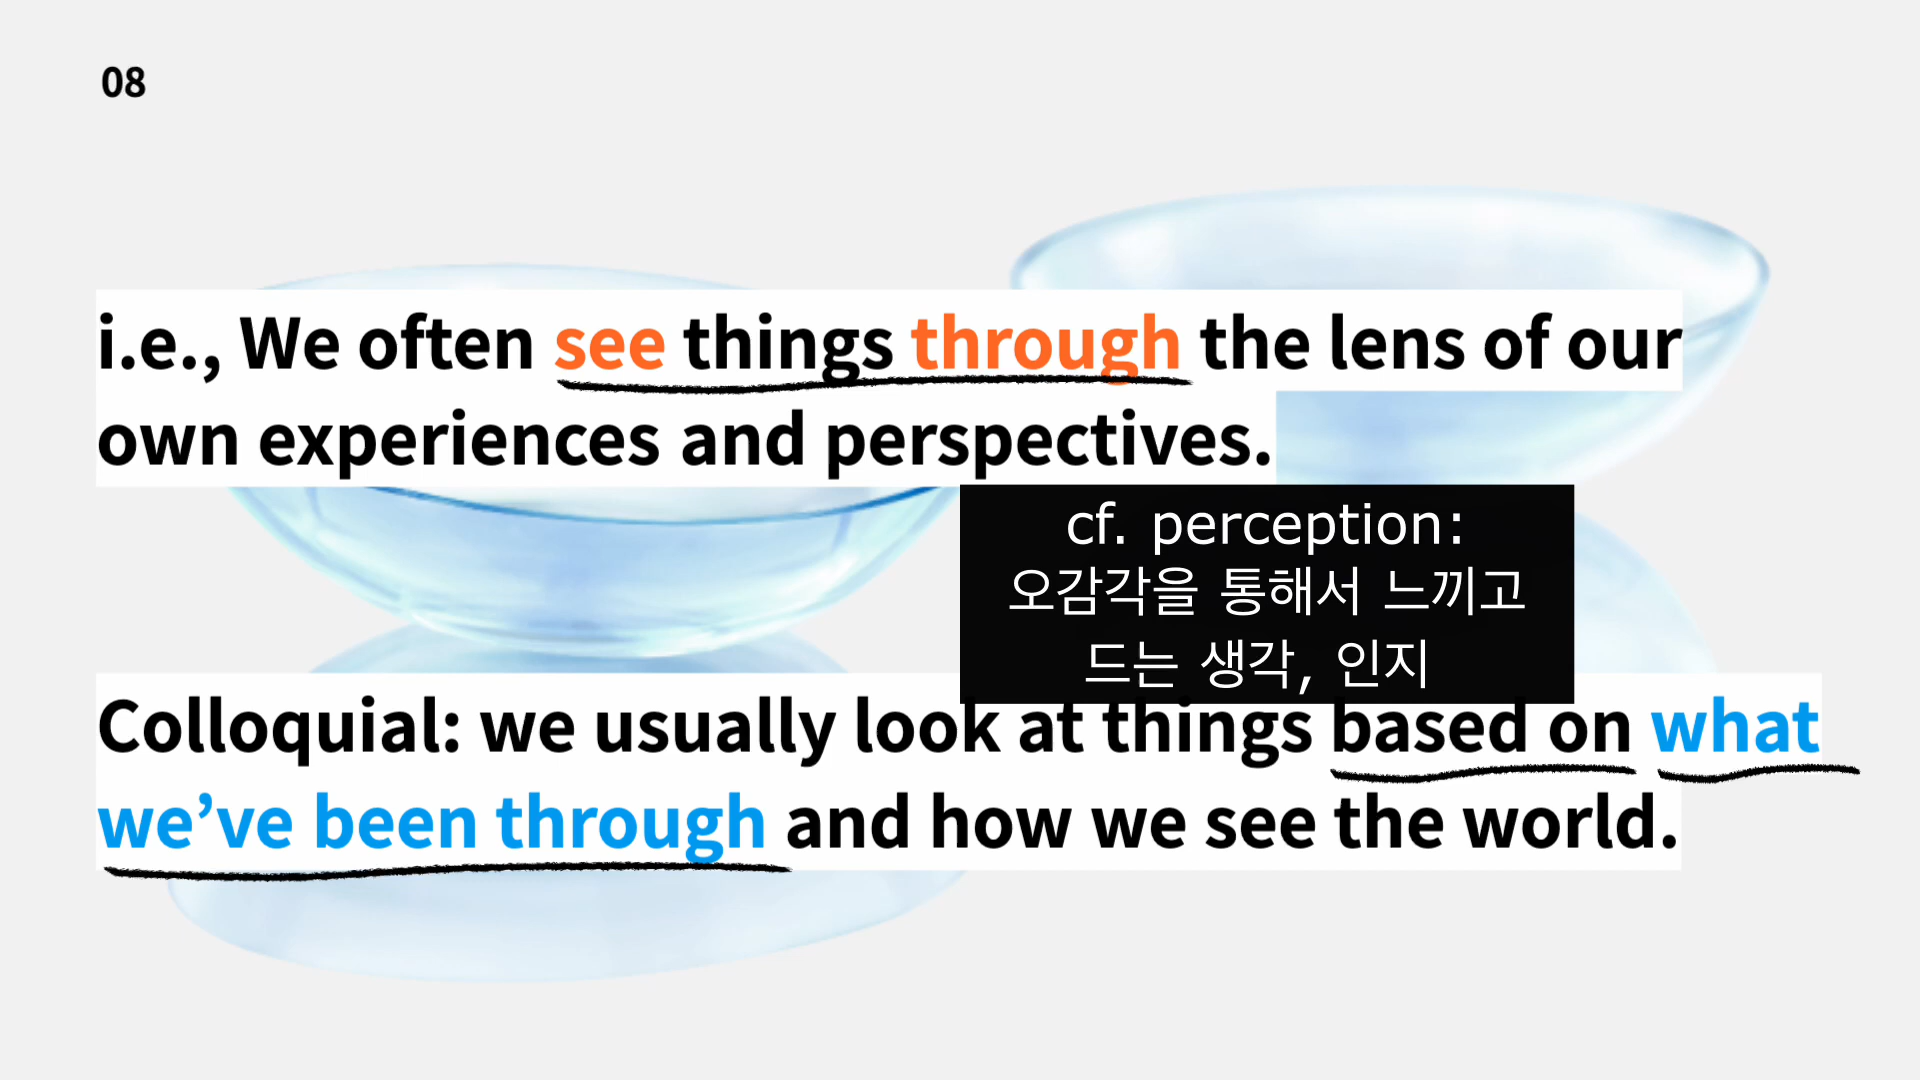 08
i.e., We often see things through the lens of our
own experiences and perspectives.
cf. perception:
오감각을 통해서 느끼고
드는 생각, 인지
Colloquial: we usually look at things based on what
we’ve been through and how we see the world.